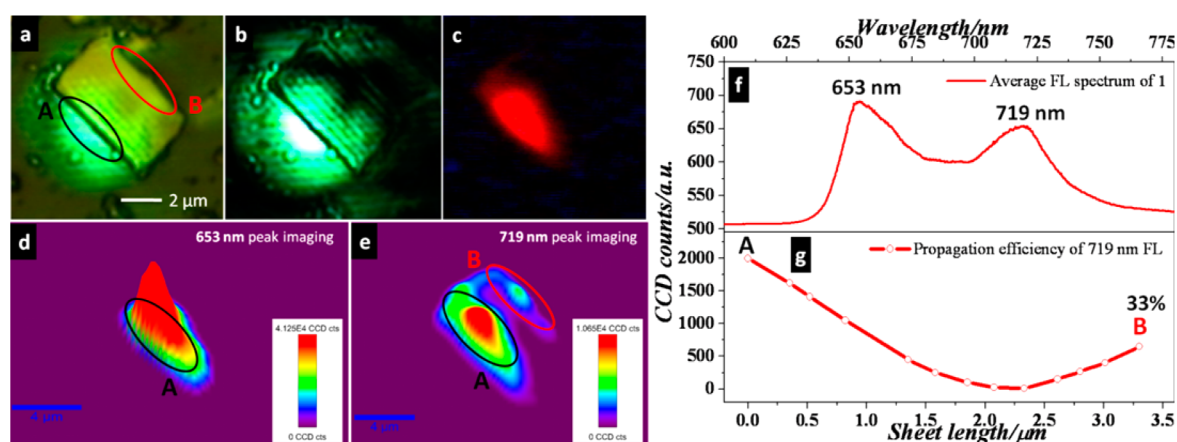 a
A
B
2 μm
b
c
d
653 nm peak imaging
A
4.125E4 CCD cts
0 CCD cts
4 μm
e
719 nm peak imaging
B
A
1.065E4 CCD cts
0 CCD cts
4 μm
Wavelength/nm
600 625 650 675 700 725 750 775
f
Average FL spectrum of 1
653 nm
719 nm
750
700
650
600
550
500
CCD counts/a.u.
A
g
Propagation efficiency of 719 nm FL
33%
B
2000
1500
1000
500
0
0.0 0.5 1.0 1.5 2.0 2.5 3.0 3.5
Sheet length/μm